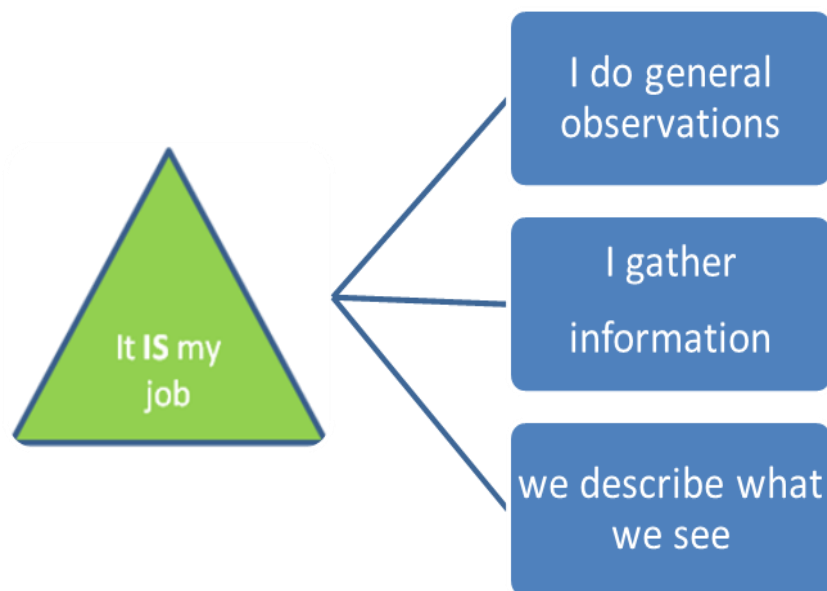 It IS my
job
I do general
observations
I gather
information
we describe what
we see